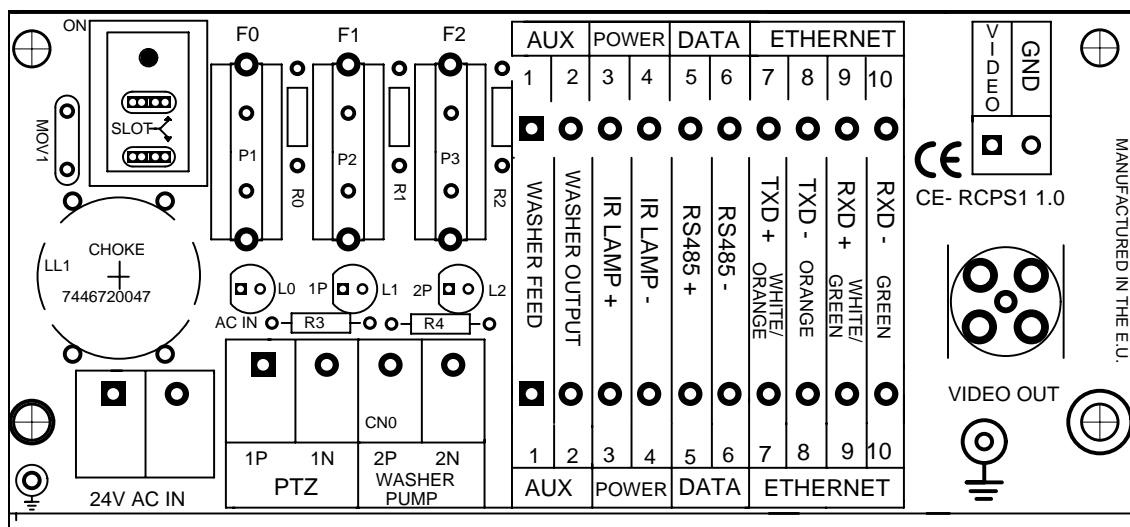 ON
F0
F1
F2
AUX
POWER
DATA
ETHERNET
1 2 3 4 5 6 7 8 9 10
VIDEO
GND
MOV1
SLOT
P1
P2
P3
R0
R1
R2
CE
CE- RCPS1 1.0
MANUFACTURED IN THE E.U.
WASHER FEED
WASHER OUTPUT
IR LAMP +
IR LAMP -
RS485 +
RS485 -
TXD + WHITE/
ORANGE
TXD - ORANGE
RXD + WHITE/
GREEN
RXD - GREEN
CHOKE
LL1
7446720047
L0
1P
L1
2P
L2
AC IN
R3
R4
CN0
VIDEO OUT
1P
1N
2P
2N
PTZ
WASHER
PUMP
24V AC IN
1 2 3 4 5 6 7 8 9 10
AUX
POWER
DATA
ETHERNET